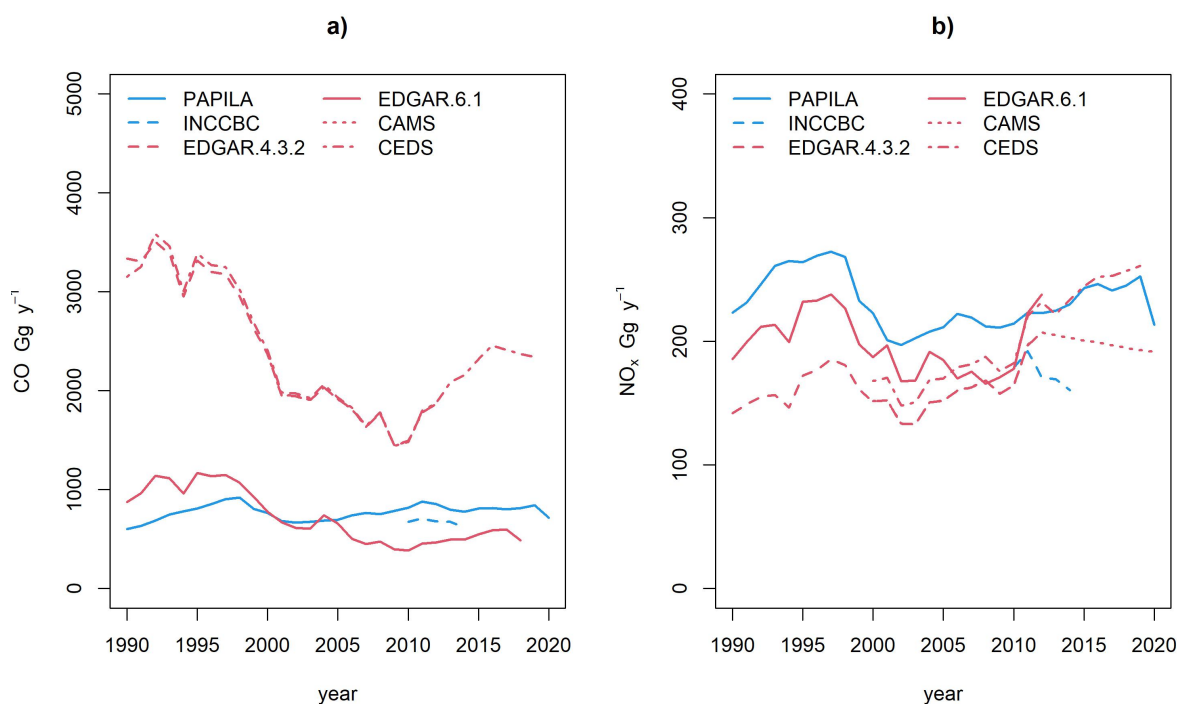 a)
CO Gg y⁻¹
5000
4000
3000
2000
1000
0
PAPILA
INCCBC
EDGAR.4.3.2
EDGAR.6.1
CAMS
CEDS
1990 1995 2000 2005 2010 2015 2020
year
b)
NOₓ Gg y⁻¹
400
300
200
100
0
PAPILA
INCCBC
EDGAR.4.3.2
EDGAR.6.1
CAMS
CEDS
1990 1995 2000 2005 2010 2015 2020
year